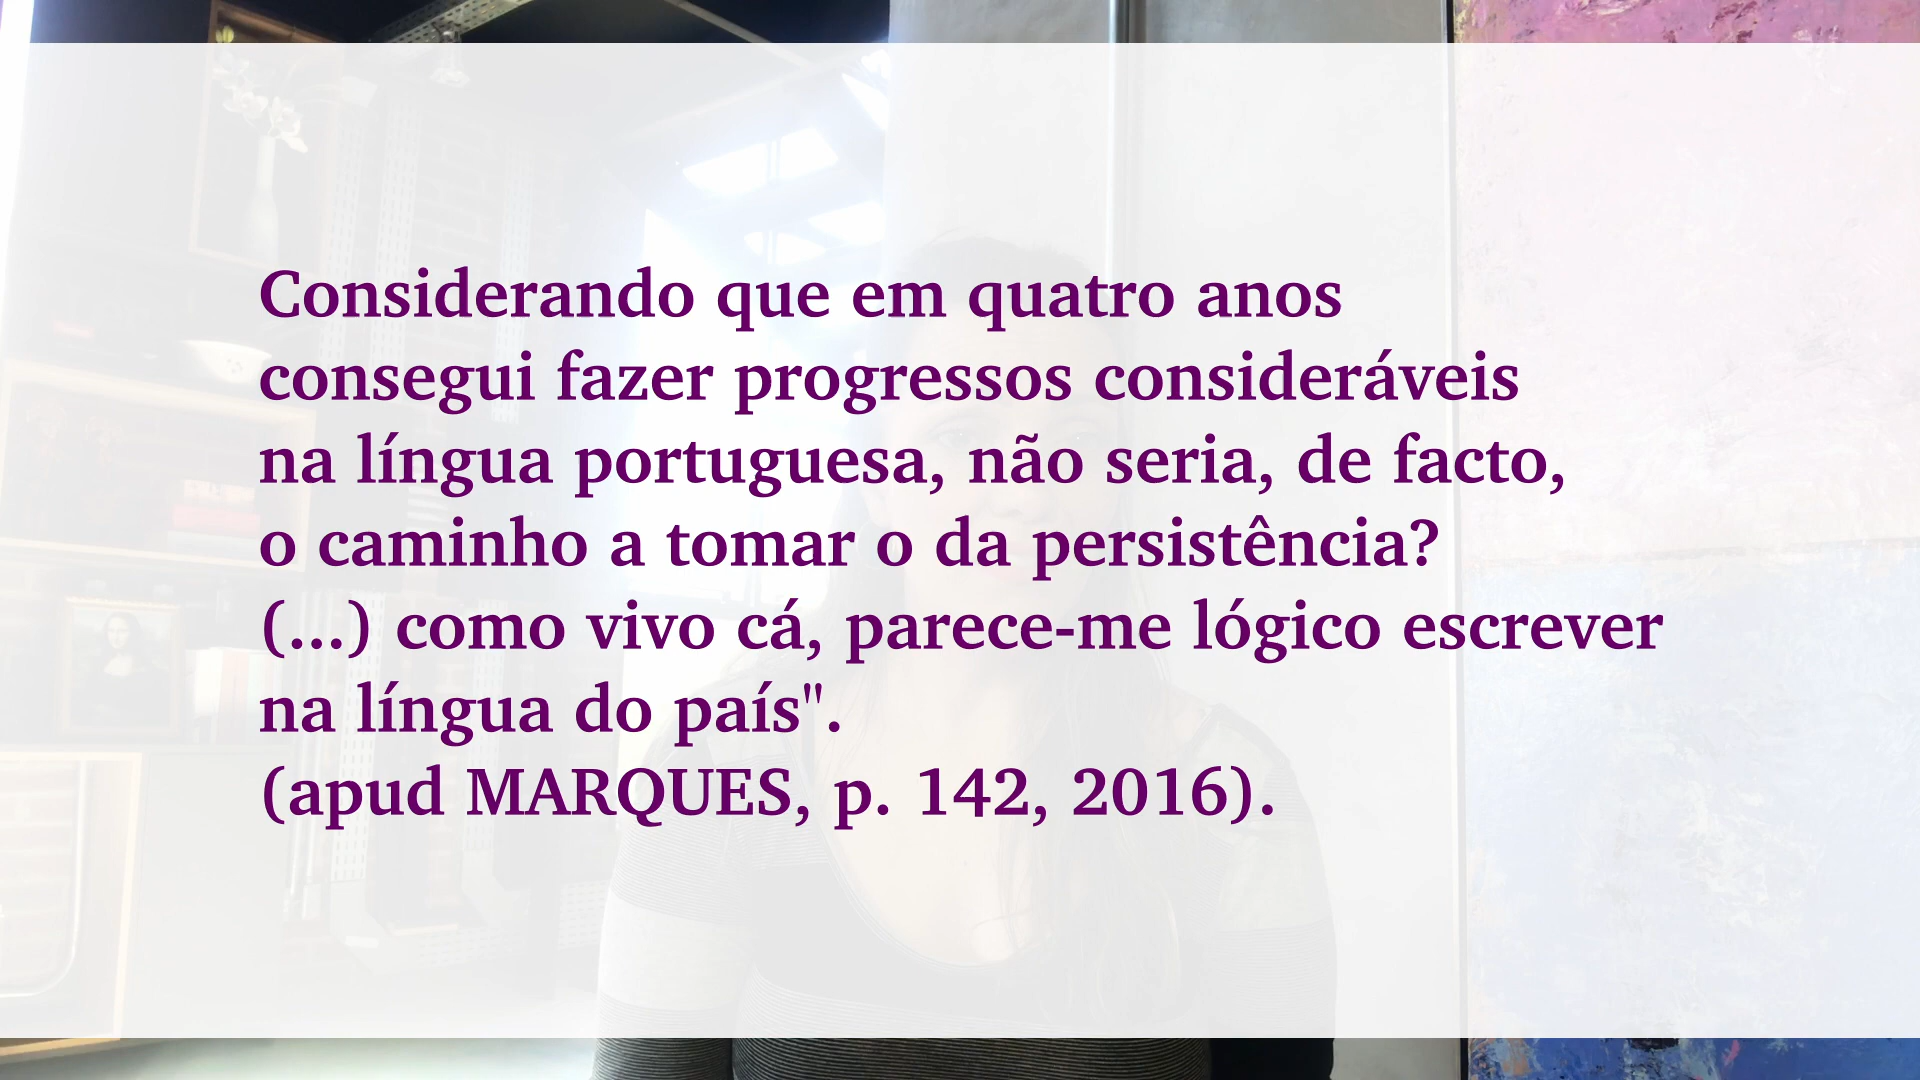 Considerando que em quatro anos
consegui fazer progressos consideráveis
na língua portuguesa, não seria, de facto,
o caminho a tomar o da persistência?
(...) como vivo cá, parece-me lógico escrever
na língua do país".
(apud MARQUES, p. 142, 2016).